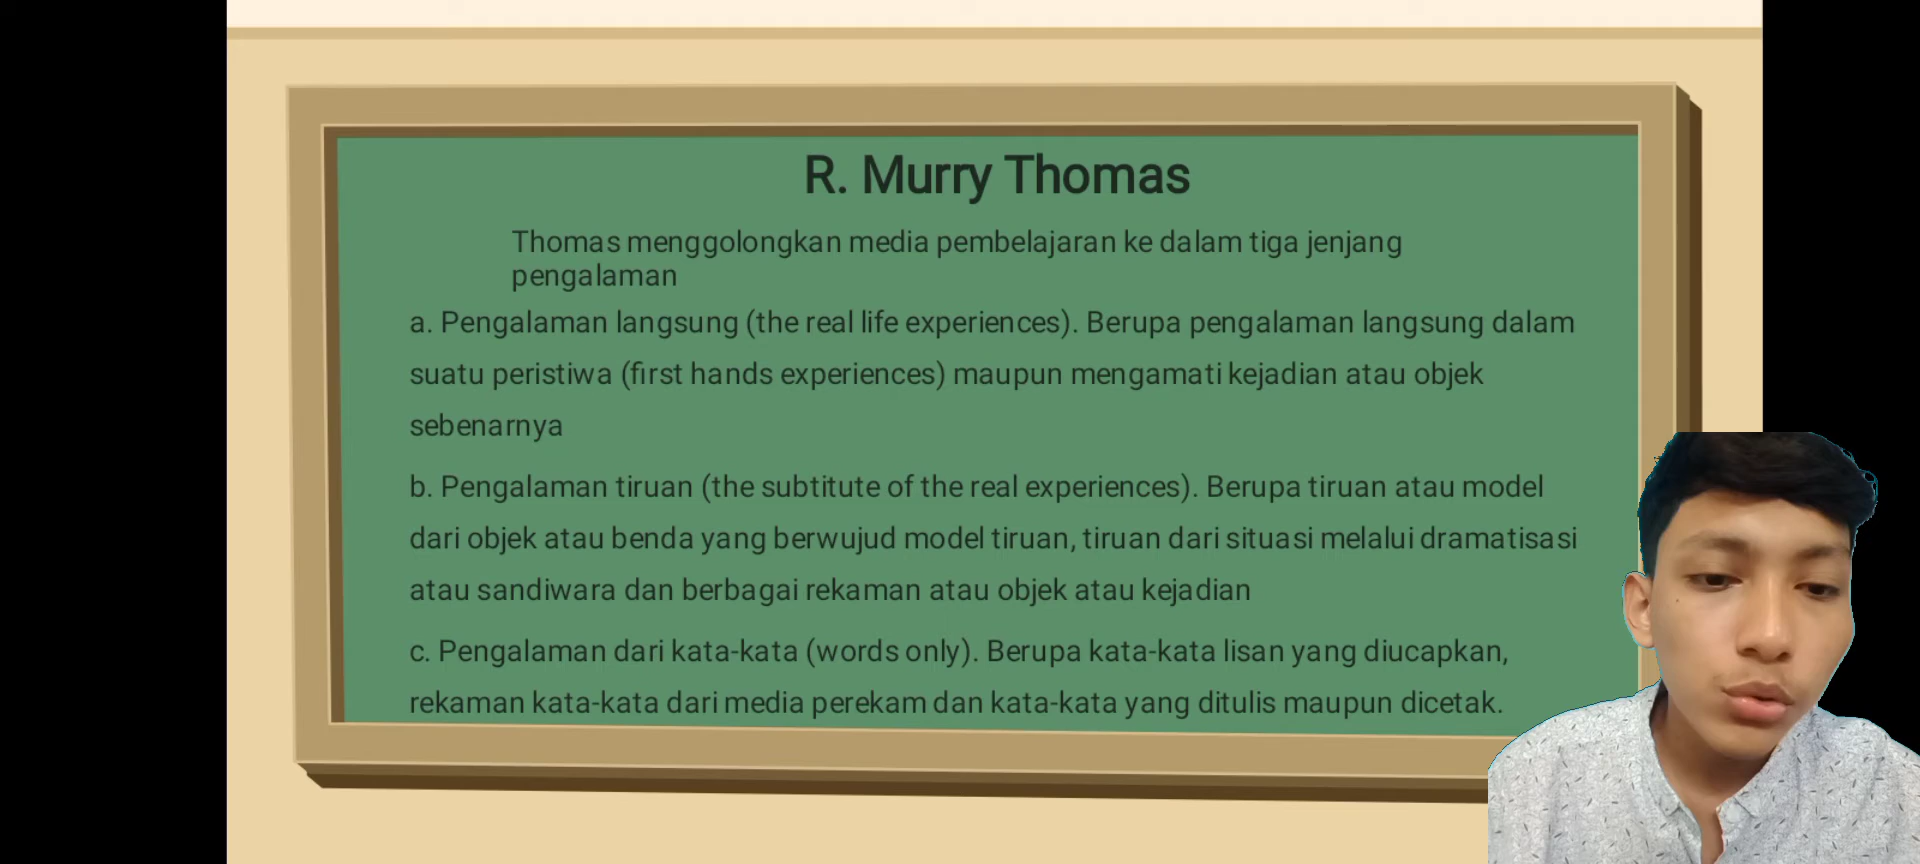 R. Murry Thomas
Thomas menggolongkan media pembelajaran ke dalam tiga jenjang
pengalaman
a. Pengalaman langsung (the real life experiences). Berupa pengalaman langsung dalam
suatu peristiwa (first hands experiences) maupun mengamati kejadian atau objek
sebenarnya
b. Pengalaman tiruan (the subtitute of the real experiences). Berupa tiruan atau model
dari objek atau benda yang berwujud model tiruan, tiruan dari situasi melalui dramatisasi
atau sandiwara dan berbagai rekaman atau objek atau kejadian
c. Pengalaman dari kata-kata (words only). Berupa kata-kata lisan yang diucapkan,
rekaman kata-kata dari media perekam dan kata-kata yang ditulis maupun dicetak.